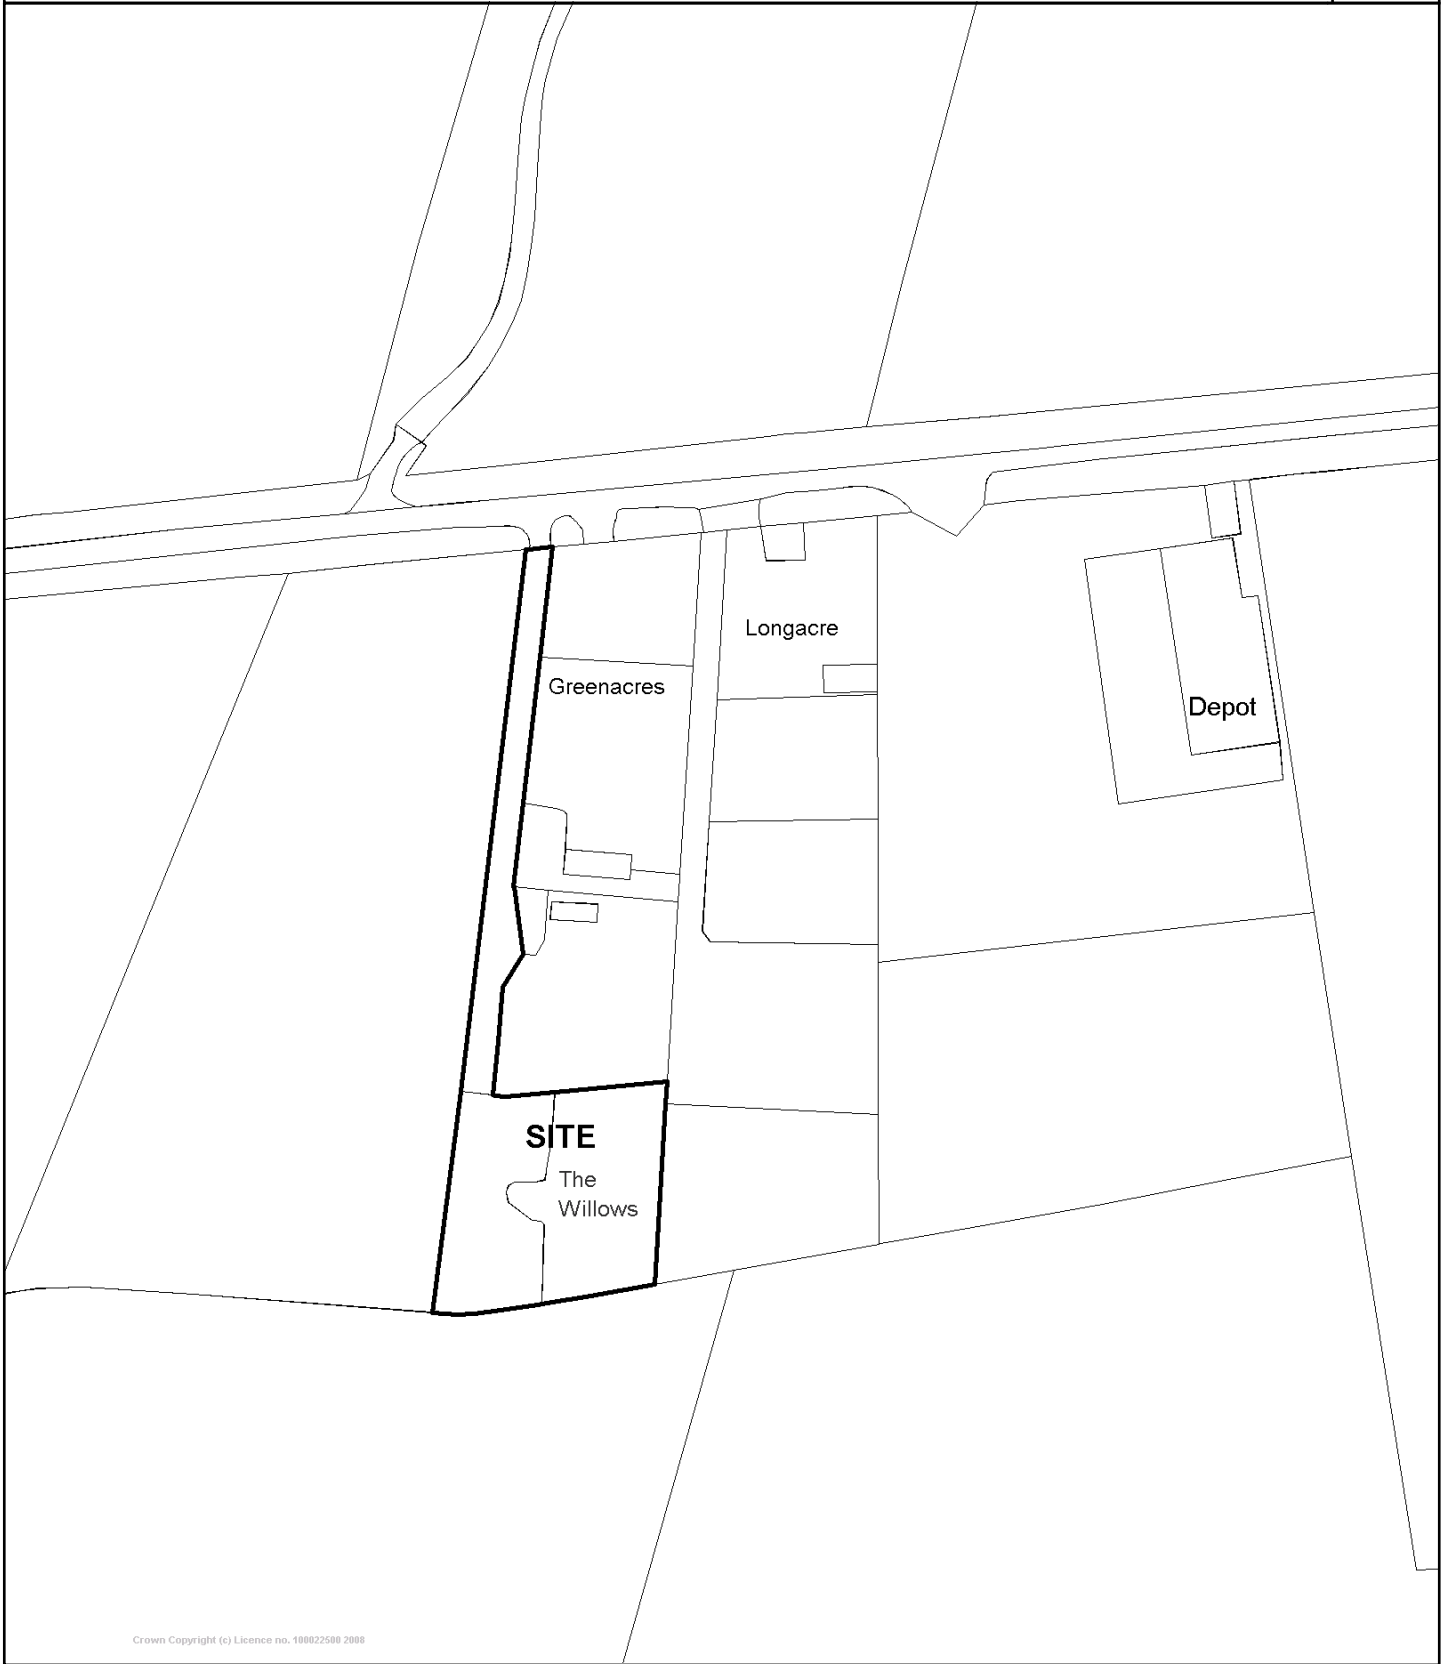 Longacre
Greenacres
Depot
SITE
The
Willows
Crown Copyright (c) Licence no. 100022500 2008